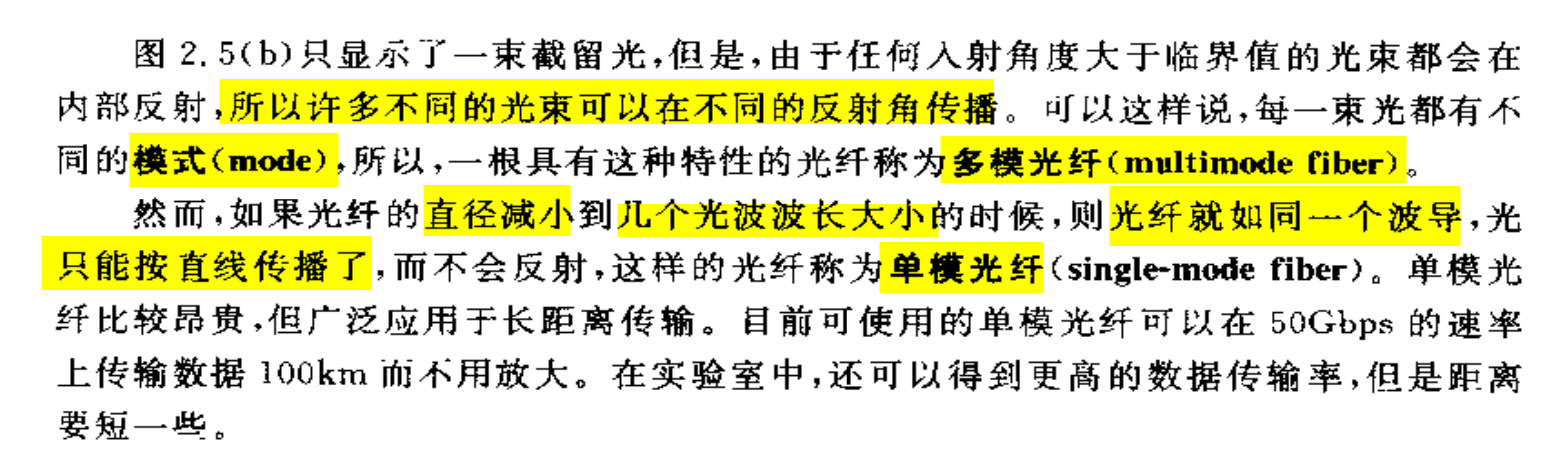 图 2.5(b)只显示了一束截留光,但是,由于任何入射角度大于临界值的光束都会在
内部反射,所以许多不同的光束可以在不同的反射角传播。可以这样说,每一束光都有不
同的模式(mode),所以,一根具有这种特性的光纤称为多模光纤(multimode fiber)。
然而,如果光纤的直径减小到几个光波波长大小的时候,则光纤就如同一个波导,光
只能按直线传播了,而不会反射,这样的光纤称为单模光纤(single-mode fiber)。单模光
纤比较昂贵,但广泛应用于长距离传输。目前可使用的单模光纤可以在 50Gbps 的速率
上传输数据 100km 而不用放大。在实验室中,还可以得到更高的数据传输率,但是距离
要短一些。